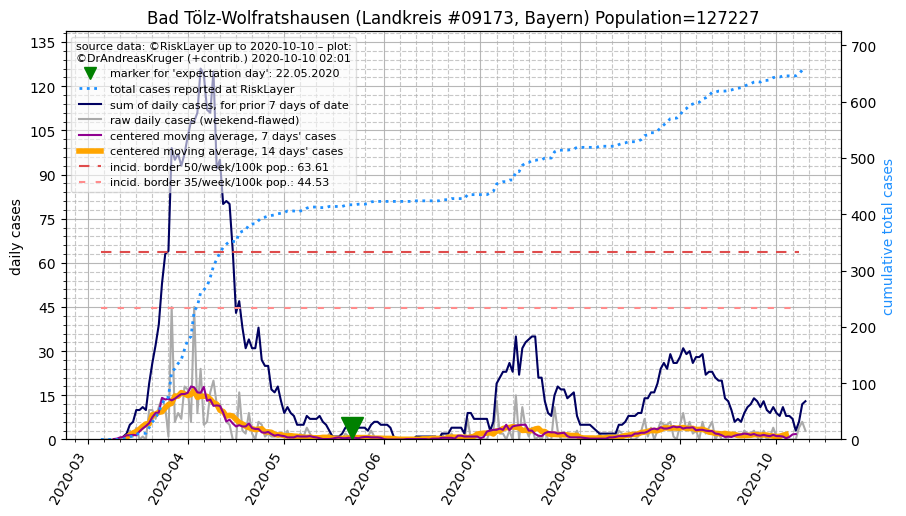 Bad Tölz-Wolfratshausen (Landkreis #09173, Bayern) Population=127227
source data: ©RiskLayer up to 2020-10-10 – plot:
©DrAndreasKruger (+contrib.) 2020-10-10 02:01
marker for 'expectation day': 22.05.2020
total cases reported at RiskLayer
sum of daily cases, for prior 7 days of date
raw daily cases (weekend-flawed)
centered moving average, 7 days' cases
centered moving average, 14 days' cases
incid. border 50/week/100k pop.: 63.61
incid. border 35/week/100k pop.: 44.53
daily cases
135
120
105
90
75
60
45
30
15
0
cumulative total cases
700
600
500
400
300
200
100
0
2020-03
2020-04
2020-05
2020-06
2020-07
2020-08
2020-09
2020-10